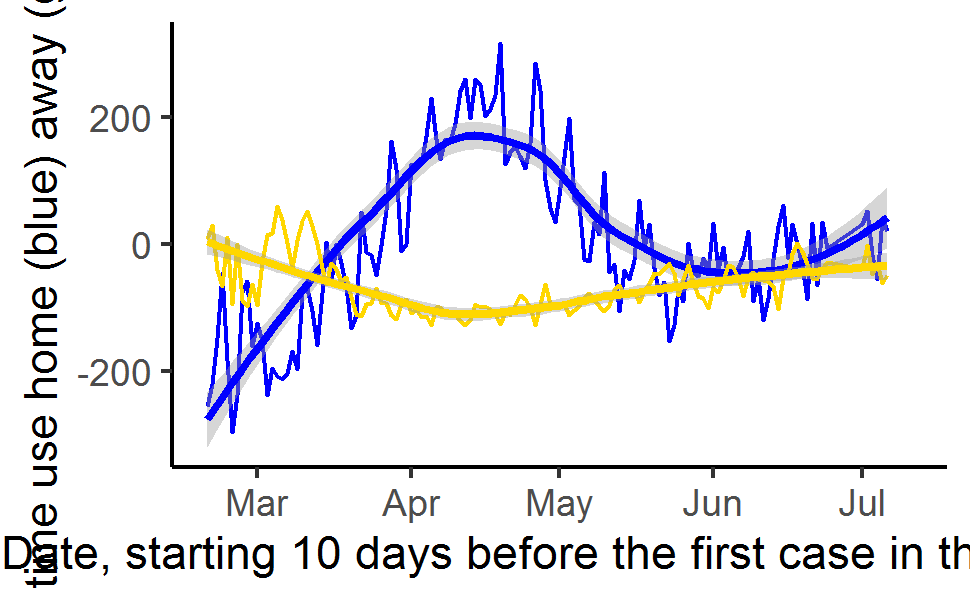 time use home (blue) away (
200
0
-200
Mar Apr May Jun Jul
Date, starting 10 days before the first case in th